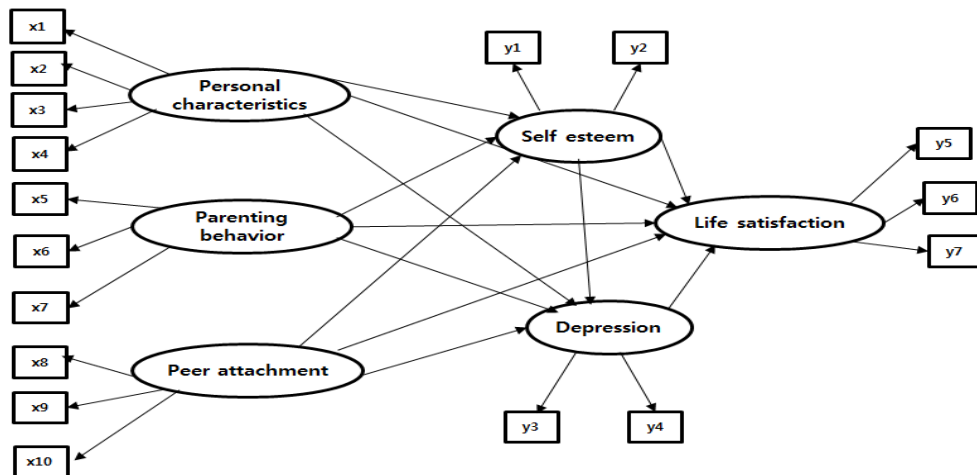 x1
x2
x3
x4
x5
x6
x7
x8
x9
x10
Personal
characteristics
Parenting
behavior
Peer attachment
y1
y2
Self esteem
Life satisfaction
Depression
y3
y4
y5
y6
y7